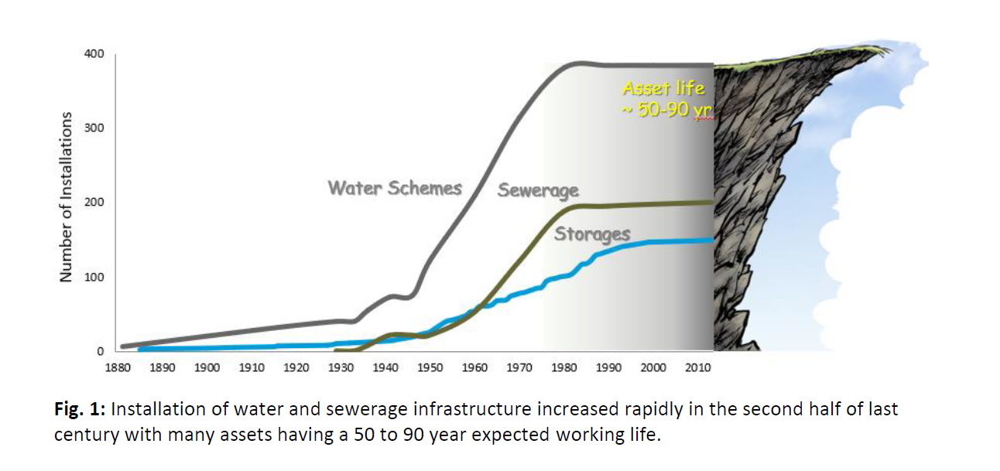 400
Asset life
~ 50-90 yr.
300
Water Schemes
Sewerage
200
Storages
100
0
Number of Installations
1880 1890 1900 1910 1920 1930 1940 1950 1960 1970 1980 1990 2000 2010
Fig. 1: Installation of water and sewerage infrastructure increased rapidly in the second half of last
century with many assets having a 50 to 90 year expected working life.